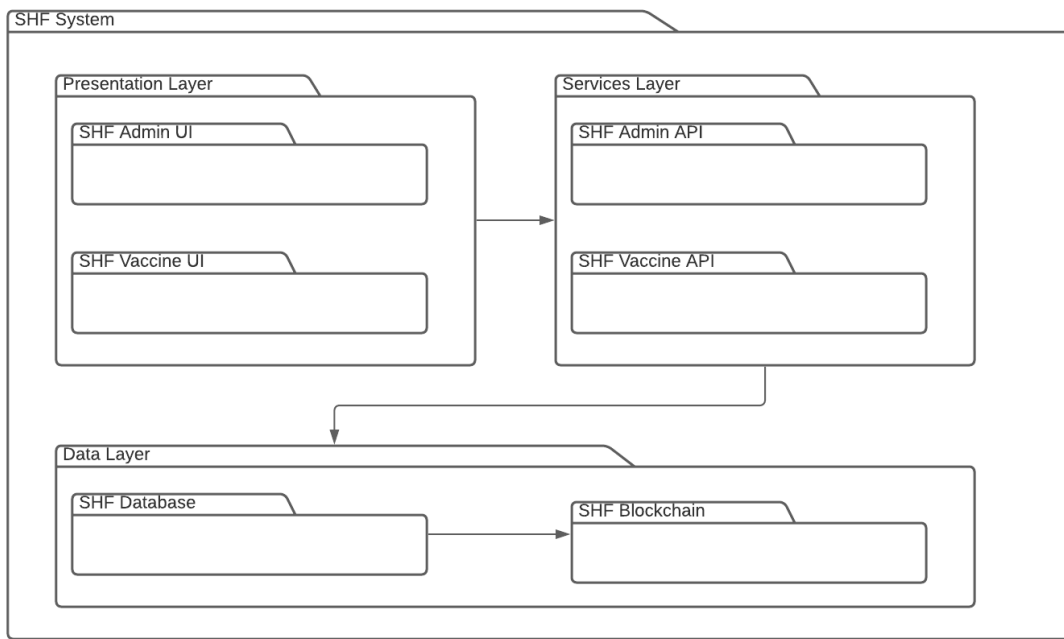 SHF System
Presentation Layer
SHF Admin UI
SHF Vaccine UI
Services Layer
SHF Admin API
SHF Vaccine API
Data Layer
SHF Database
SHF Blockchain